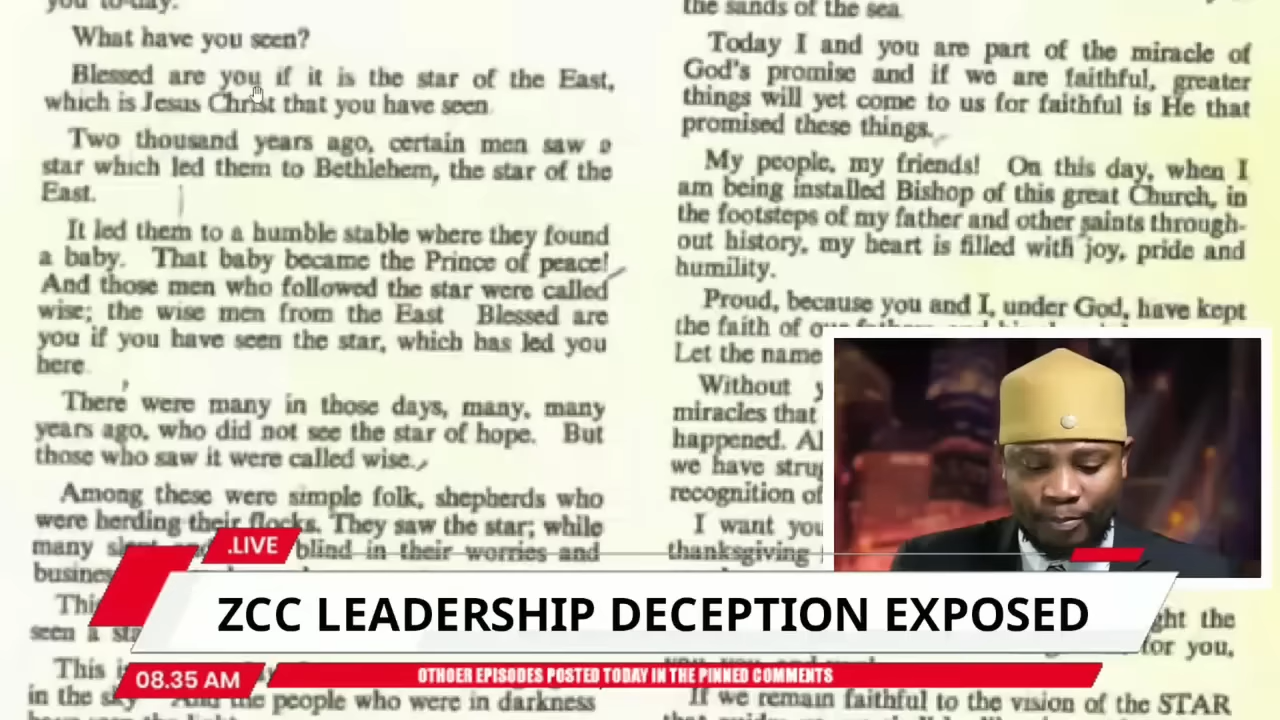 you to-day.
What have you seen?
Blessed are you if it is the star of the East,
which is Jesus Christ that you have seen.
Two thousand years ago, certain men saw a
star which led them to Bethlehem, the star of the
East.
It led them to a humble stable where they found
a baby. That baby became the Prince of peace!
And those men who followed the star were called
wise; the wise men from the East Blessed are
you if you have seen the star, which has led you
here.
There were many in those days, many, many
years ago, who did not see the star of hope. But
those who saw it were called wise.
Among these were simple folk, shepherds who
were herding their flocks. They saw the star; while
many blind in their worries and
This
seen a
This
in the sky the people who were in darkness
the sands of the sea.
Today I and you are part of the miracle of
God's promise and if we are faithful, greater
things will yet come to us for faithful is He that
promised these things.
My people, my friends! On this day, when I
am being installed Bishop of this great Church, in
the footsteps of my father and other saints through-
out history, my heart is filled with joy, pride and
humility.
Proud, because you and I, under God, have kept
the faith of
Let the name
Without
miracles that
happened.
we have
recognition of
I want you
thanksgiving
the
for you,
If we remain faithful to the vision of the STAR
.LIVE
ZCC LEADERSHIP DECEPTION EXPOSED
08.35 AM
OTHOER EPISODES POSTED TODAY IN THE PINNED COMMENTS